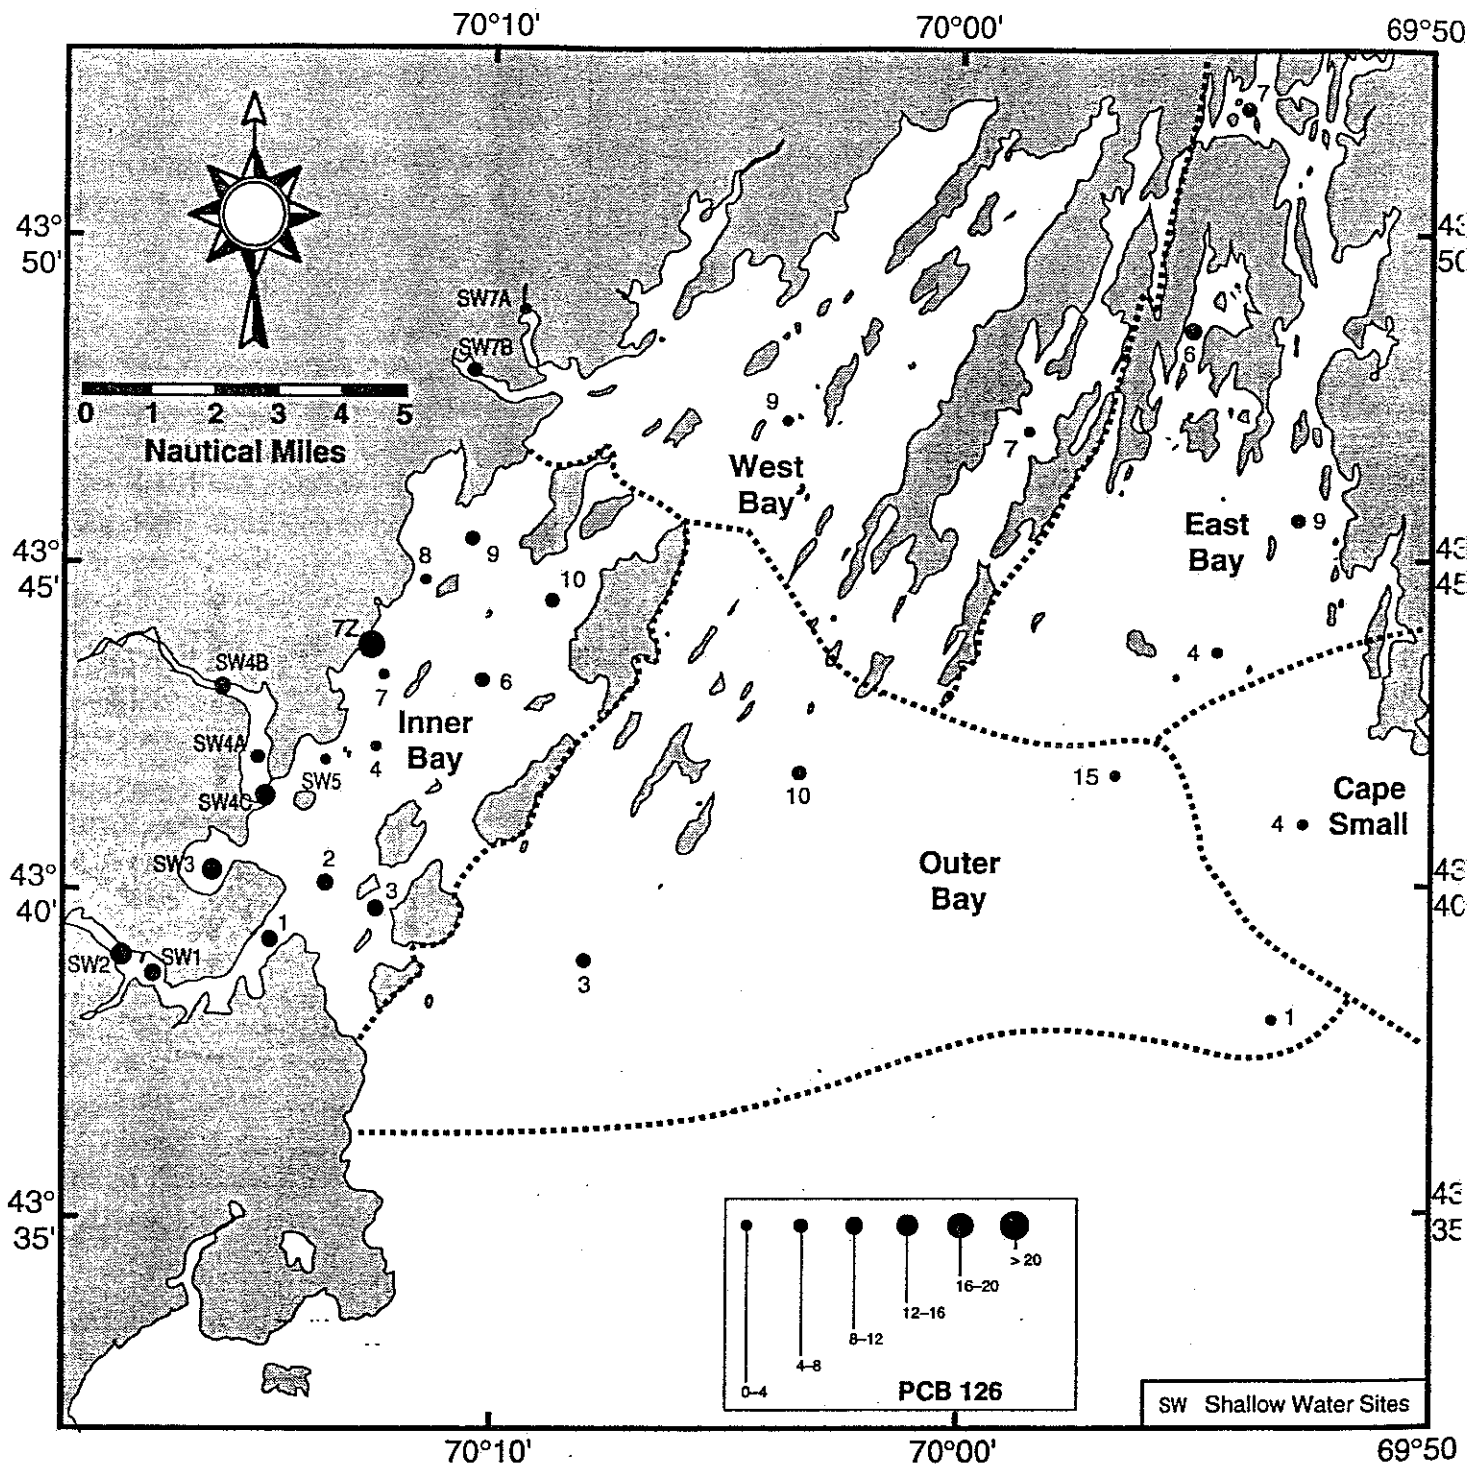 70°10'
70°00'
69°50
7
43°
50'
43
50
SW7A
SW7B
6
0 1 2 3 4 5
Nautical Miles
9
7
West
Bay
East
Bay
9
43°
45'
43
45
8
9
10
7Z
SW4B
7
6
4
Inner
Bay
SW4A
4
SW5
SW4C
10
15
Cape
Small
4
SW3
2
3
Outer
Bay
43°
40'
43
40
1
SW2
SW1
3
1
43°
35'
43
35
> 20
16–20
12–16
8–12
4–8
0–4
PCB 126
SW Shallow Water Sites
70°10'
70°00'
69°50